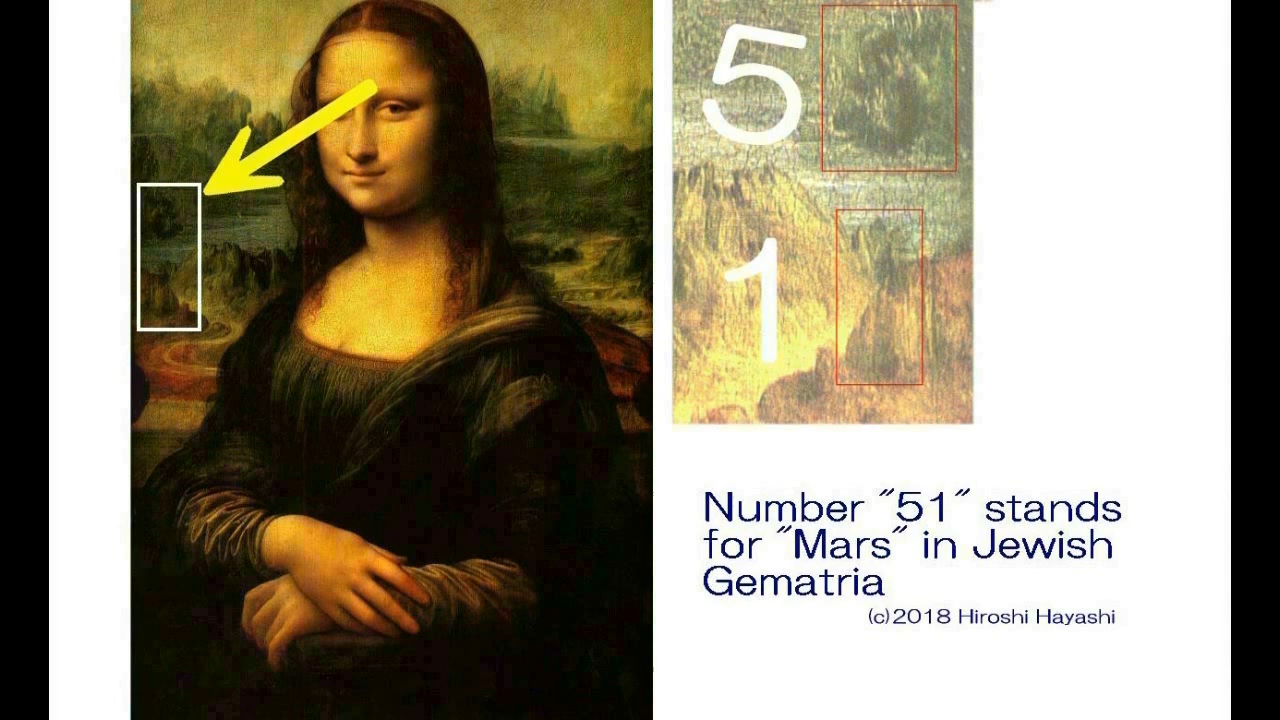 5
1
Number "51" stands
for "Mars" in Jewish
Gematria
(c)2018 Hiroshi Hayashi